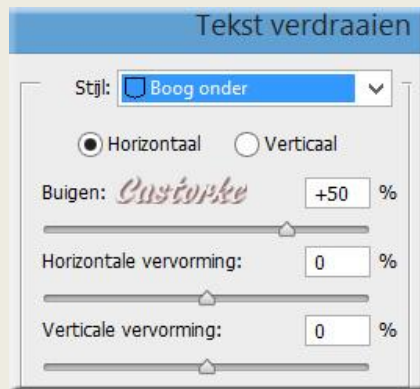 Tekst verdraaien
Stijl: Boog onder
Horizontaal Verticaal
Buigen: Castorke +50 %
Horizontale vervorming: 0 %
Verticale vervorming: 0 %